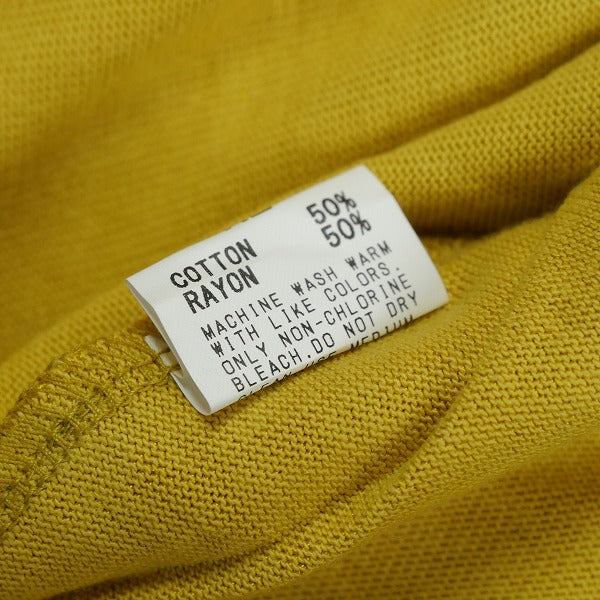 COTTON 50%
RAYON 50%
MACHINE WASH WARM
WITH LIKE COLORS.
ONLY NON-CHLORINE
BLEACH.DO NOT DRY